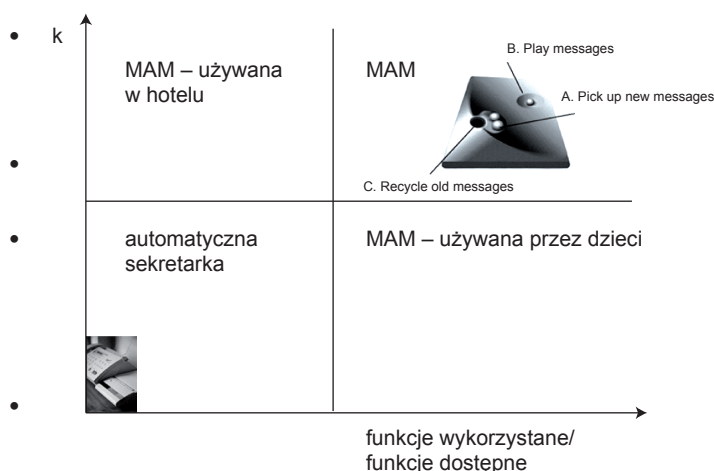 k
MAM – używana
w hotelu
MAM
B. Play messages
A. Pick up new messages
C. Recycle old messages
automatyczna
sekretarka
MAM – używana przez dzieci
funkcje wykorzystane/
funkcje dostępne